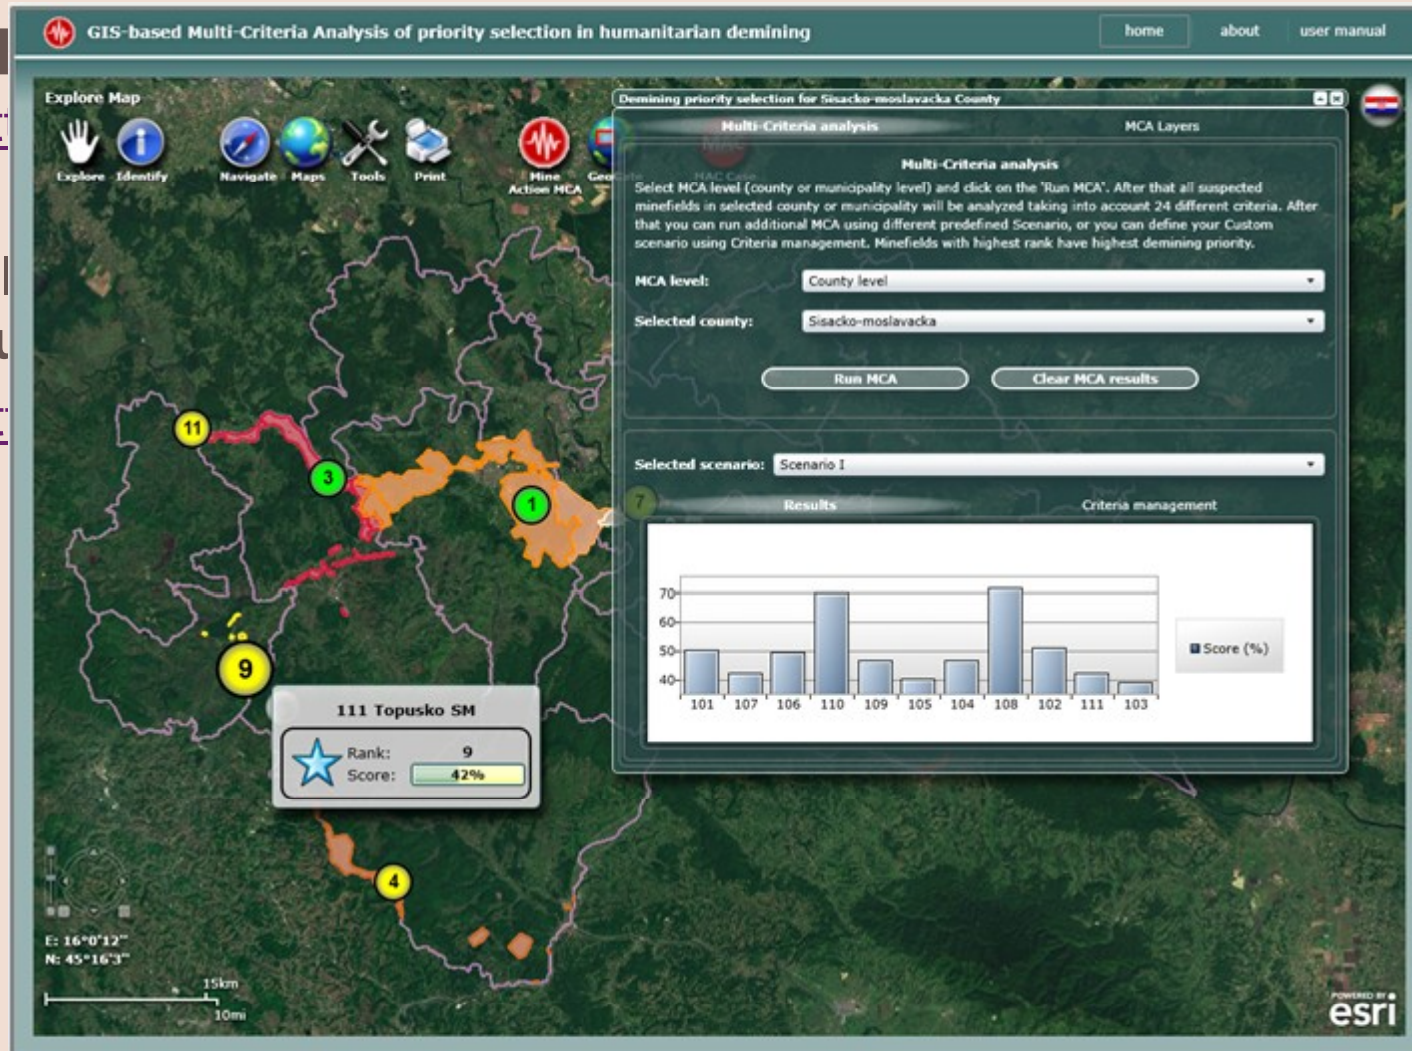 GIS-based Multi-Criteria Analysis of priority selection in humanitarian demining
home
about
user manual
Explore Map
Explore
Identify
Navigate
Maps
Tools
Print
Mine
Action MCA
MAC Case
Demining priority selection for Sisacko-moslavacka County
Multi-Criteria analysis
MCA Layers
Multi-Criteria analysis
Select MCA level (county or municipality level) and click on the 'Run MCA'. After that all suspected
minefields in selected county or municipality will be analyzed taking into account 24 different criteria. After
that you can run additional MCA using different predefined Scenario, or you can define your Custom
scenario using Criteria management. Minefields with highest rank have highest demining priority.
MCA level:
County level
Selected county:
Sisacko-moslavacka
Run MCA
Clear MCA results
Selected scenario:
Scenario I
Results
Criteria management
70
60
50
40
101 107 106 110 109 105 104 108 102 111 103
Score (%)
11
3
1
7
9
111 Topusko SM
Rank: 9
Score: 42%
4
E: 16°0'12"
N: 45°16'3"
15km
10mi
POWERED BY
esri